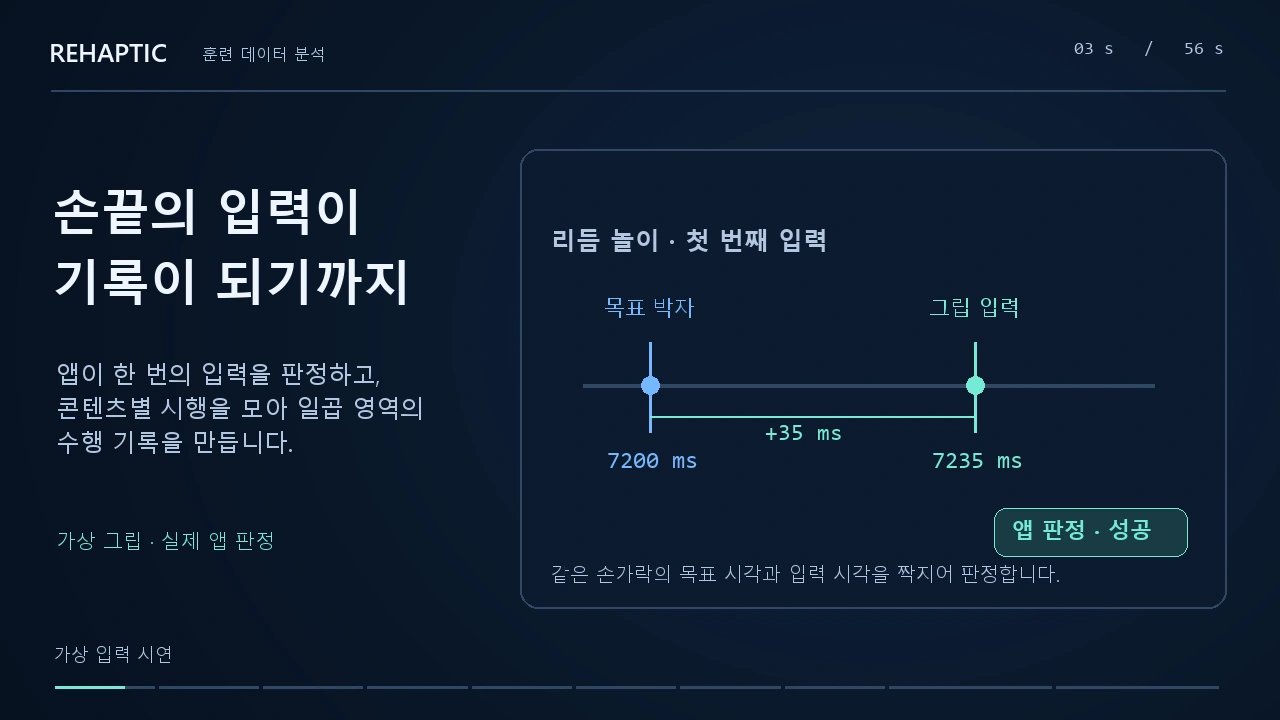 REHAPTIC 훈련 데이터 분석
03 s / 56 s
손끝의 입력이
기록이 되기까지
앱이 한 번의 입력을 판정하고,
콘텐츠별 시행을 모아 일곱 영역의
수행 기록을 만듭니다.
가상 그립 · 실제 앱 판정
리듬 놀이 · 첫 번째 입력
목표 박자 그립 입력
+35 ms
7200 ms 7235 ms
앱 판정 · 성공
같은 손가락의 목표 시각과 입력 시각을 짝지어 판정합니다.
가상 입력 시연